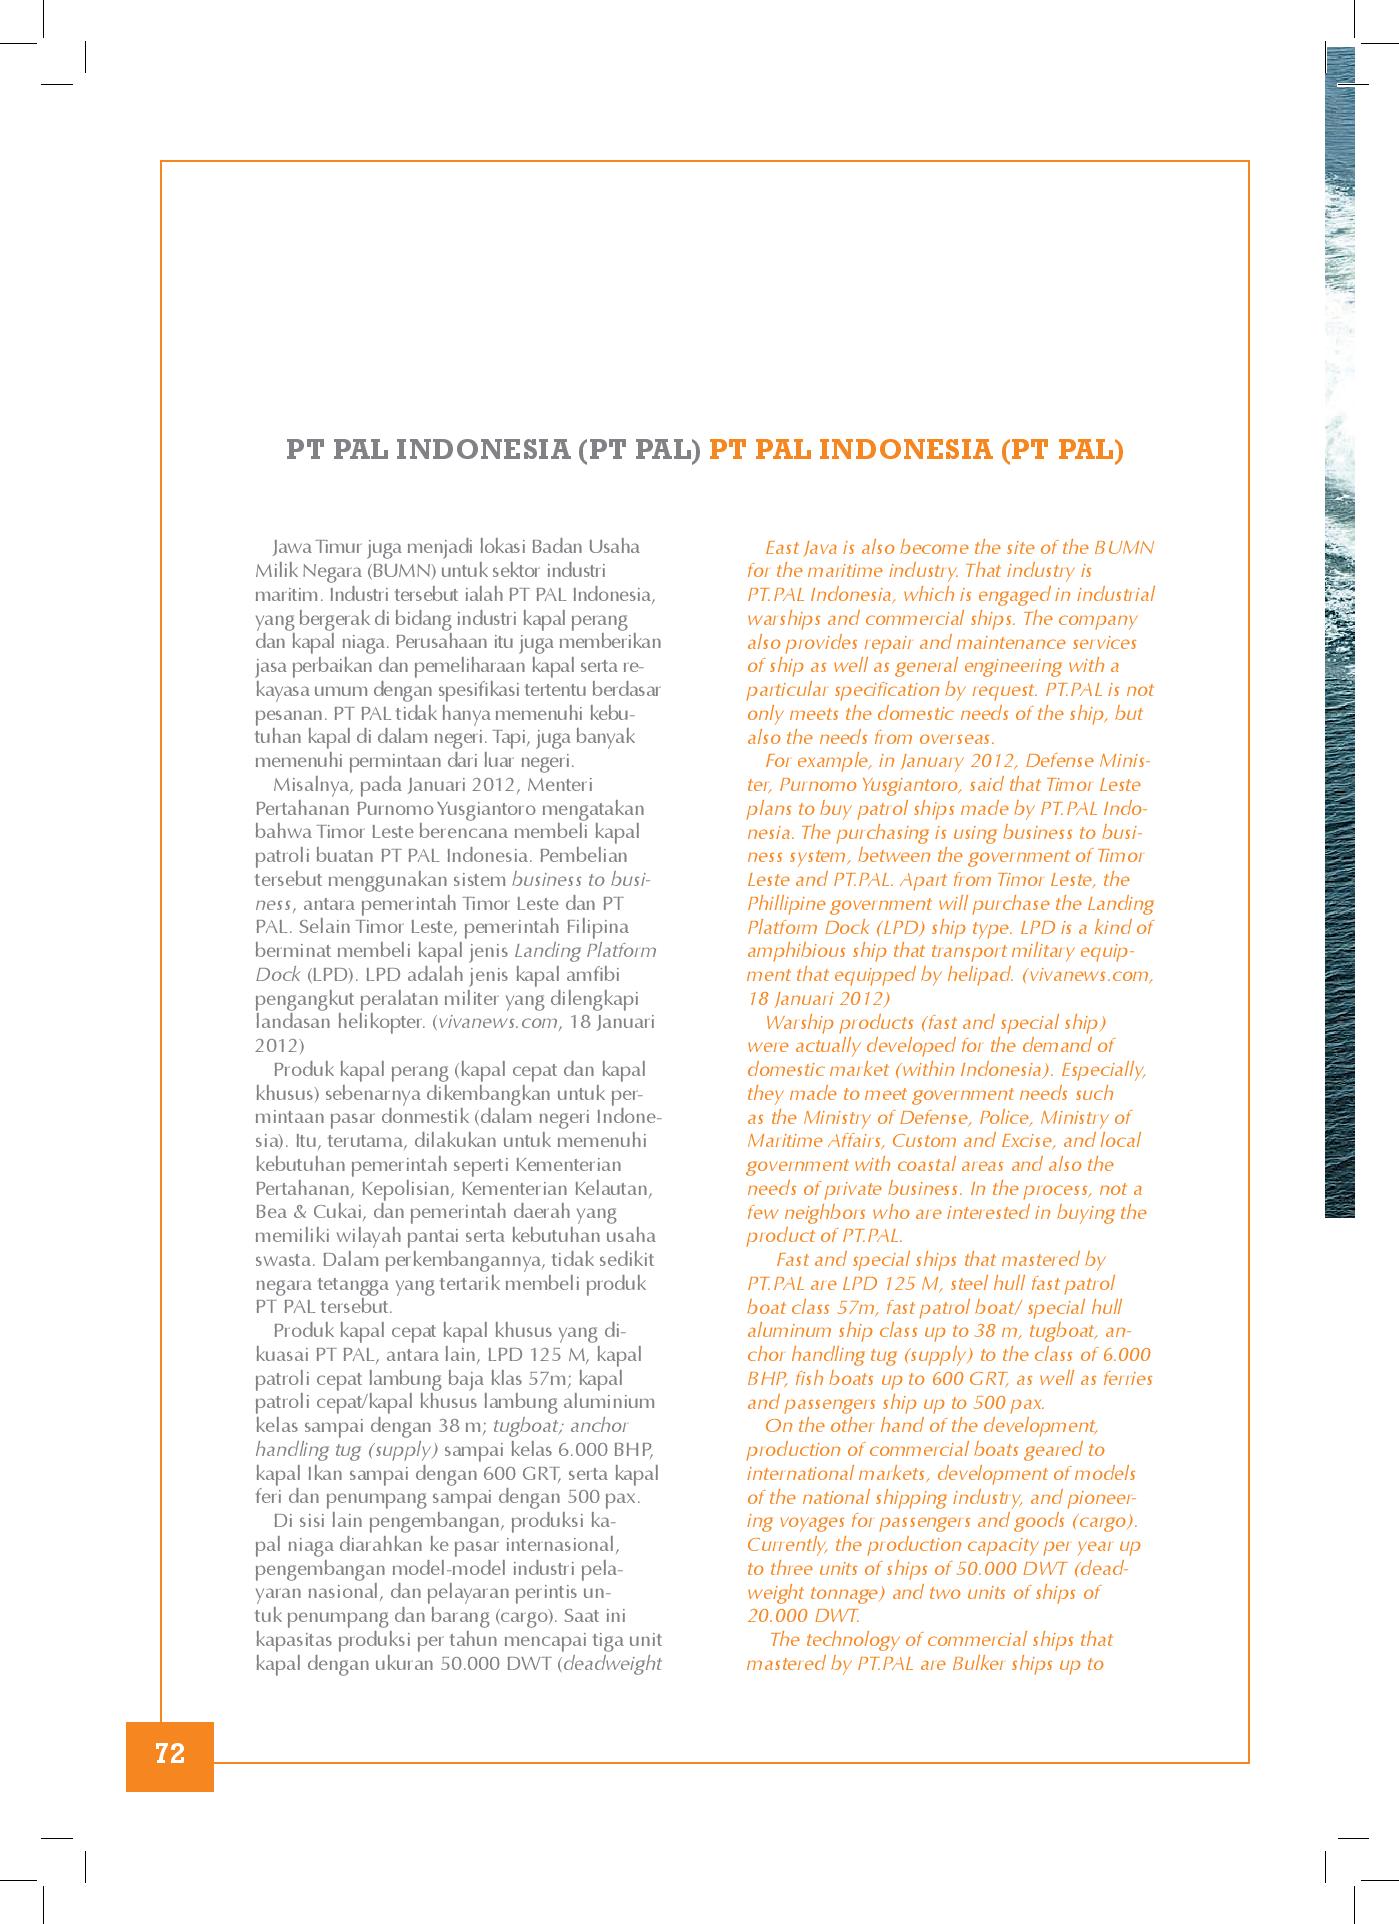 PT PAL INDONESIA (PT PAL) PT PAL INDONESIA (PT PAL)
Jawa Timur juga menjadi lokasi Badan Usaha
Milik Negara (BUMN) untuk sektor industri
maritim. Industri tersebut ialah PT PAL Indonesia,
yang bergerak di bidang industri kapal perang
dan kapal niaga. Perusahaan itu juga memberikan
jasa perbaikan dan pemeliharaan kapal serta re-
kayasa umum dengan spesifikasi tertentu berdasar
pesanan. PT PAL tidak hanya memenuhi kebu-
tuhan kapal di dalam negeri. Tapi, juga banyak
memenuhi permintaan dari luar negeri.
Misalnya, pada Januari 2012, Menteri
Pertahanan Purnomo Yusgiantoro mengatakan
bahwa Timor Leste berencana membeli kapal
patroli buatan PT PAL Indonesia. Pembelian
tersebut menggunakan sistem business to busi-
ness, antara pemerintah Timor Leste dan PT
PAL. Selain Timor Leste, pemerintah Filipina
berminat membeli kapal jenis Landing Platform
Dock (LPD). LPD adalah jenis kapal amfibi
pengangkut peralatan militer yang dilengkapi
landasan helikopter. (vivanews.com, 18 Januari
2012)
Produk kapal perang (kapal cepat dan kapal
khusus) sebenarnya dikembangkan untuk per-
mintaan pasar donmestik (dalam negeri Indone-
sia). Itu, terutama, dilakukan untuk memenuhi
kebutuhan pemerintah seperti Kementerian
Pertahanan, Kepolisian, Kementerian Kelautan,
Bea & Cukai, dan pemerintah daerah yang
memiliki wilayah pantai serta kebutuhan usaha
swasta. Dalam perkembangannya, tidak sedikit
negara tetangga yang tertarik membeli produk
PT PAL tersebut.
Produk kapal cepat kapal khusus yang di-
kuasai PT PAL, antara lain, LPD 125 M, kapal
patroli cepat lambung baja klas 57m; kapal
patroli cepat/kapal khusus lambung aluminium
kelas sampai dengan 38 m; tugboat; anchor
handling tug (supply) sampai kelas 6.000 BHP,
kapal Ikan sampai dengan 600 GRT, serta kapal
feri dan penumpang sampai dengan 500 pax.
Di sisi lain pengembangan, produksi ka-
pal niaga diarahkan ke pasar internasional,
pengembangan model-model industri pela-
yaran nasional, dan pelayaran perintis un-
tuk penumpang dan barang (cargo). Saat ini
kapasitas produksi per tahun mencapai tiga unit
kapal dengan ukuran 50.000 DWT (deadweight
East Java is also become the site of the BUMN
for the maritime industry. That industry is
PT.PAL Indonesia, which is engaged in industrial
warships and commercial ships. The company
also provides repair and maintenance services
of ship as well as general engineering with a
particular specification by request. PT.PAL is not
only meets the domestic needs of the ship, but
also the needs from overseas.
For example, in January 2012, Defense Minis-
ter, Purnomo Yusgiantoro, said that Timor Leste
plans to buy patrol ships made by PT.PAL Indo-
nesia. The purchasing is using business to busi-
ness system, between the government of Timor
Leste and PT.PAL. Apart from Timor Leste, the
Phillipine government will purchase the Landing
Platform Dock (LPD) ship type. LPD is a kind of
amphibious ship that transport military equip-
ment that equipped by helipad. (vivanews.com,
18 Januari 2012)
Warship products (fast and special ship)
were actually developed for the demand of
domestic market (within Indonesia). Especially,
they made to meet government needs such
as the Ministry of Defense, Police, Ministry of
Maritime Affairs, Custom and Excise, and local
government with coastal areas and also the
needs of private business. In the process, not a
few neighbors who are interested in buying the
product of PT.PAL.
Fast and special ships that mastered by
PT.PAL are LPD 125 M, steel hull fast patrol
boat class 57m, fast patrol boat/ special hull
aluminum ship class up to 38 m, tugboat, an-
chor handling tug (supply) to the class of 6.000
BHP, fish boats up to 600 GRT, as well as ferries
and passengers ship up to 500 pax.
On the other hand of the development,
production of commercial boats geared to
international markets, development of models
of the national shipping industry, and pioneer-
ing voyages for passengers and goods (cargo).
Currently, the production capacity per year up
to three units of ships of 50.000 DWT (dead-
weight tonnage) and two units of ships of
20.000 DWT.
The technology of commercial ships that
mastered by PT.PAL are Bulker ships up to
72